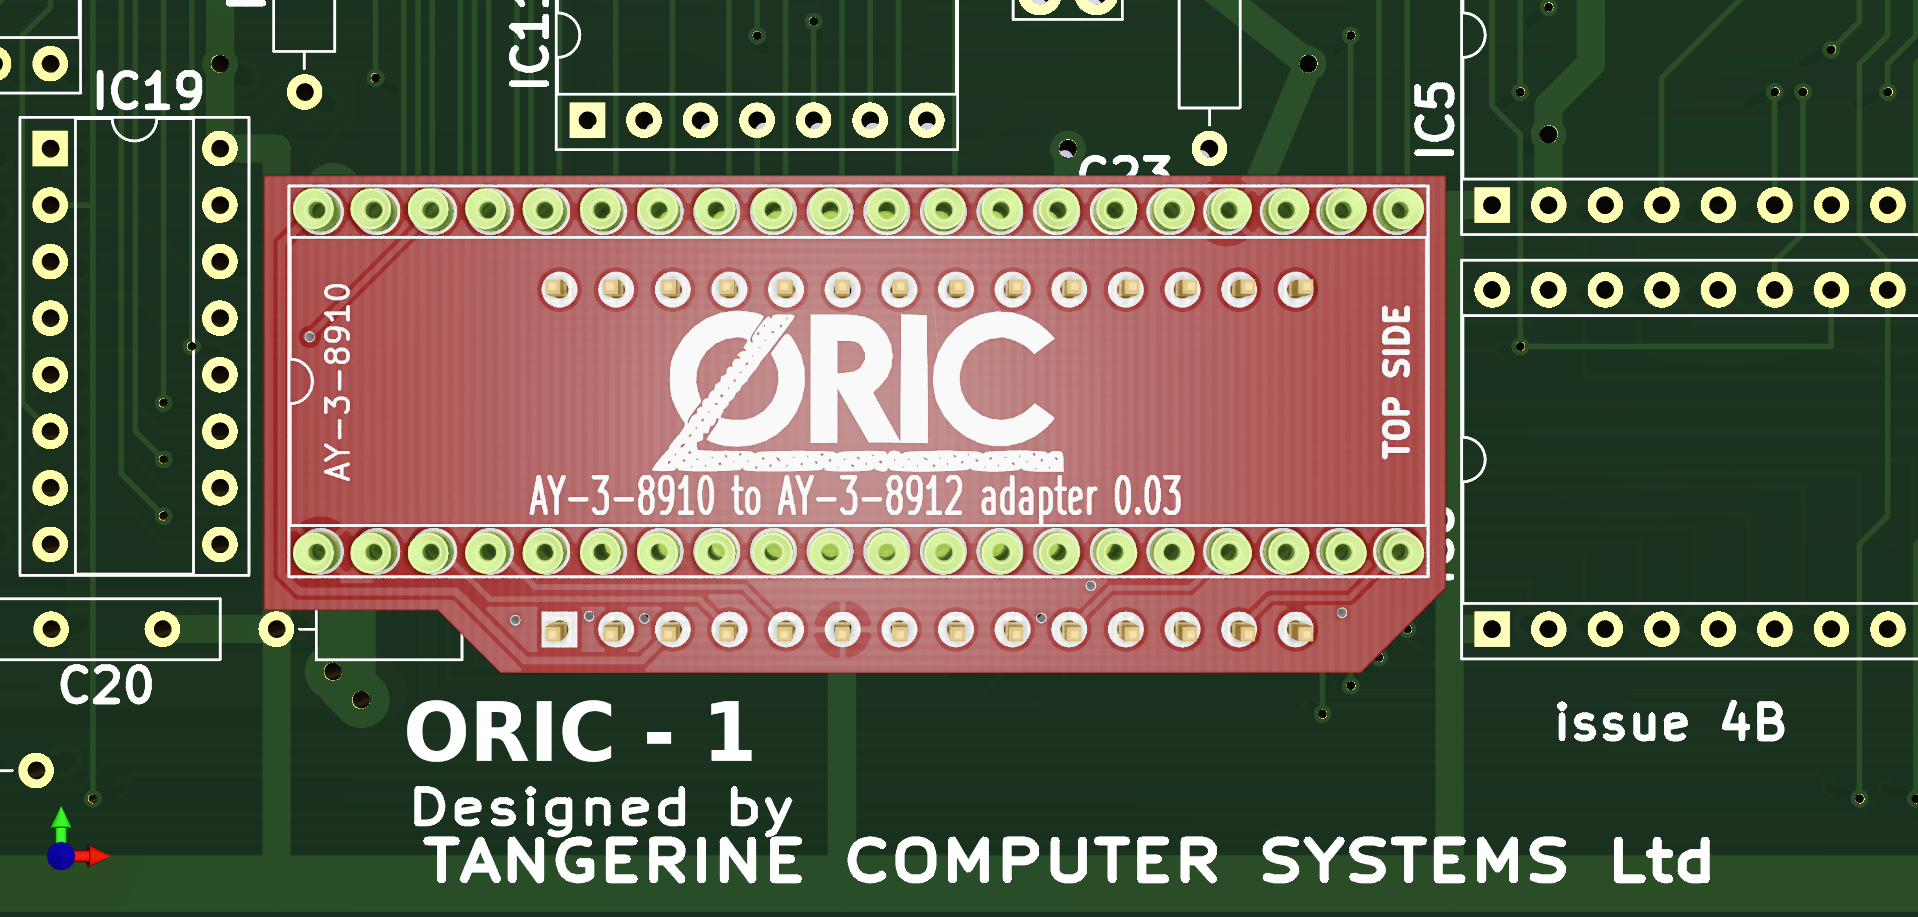 IC19
IC5
C23
AY-3-8910
ORIC
TOP SIDE
AY-3-8910 to AY-3-8912 adapter 0.03
C20
ORIC - 1
issue 4B
Designed by
TANGERINE COMPUTER SYSTEMS Ltd